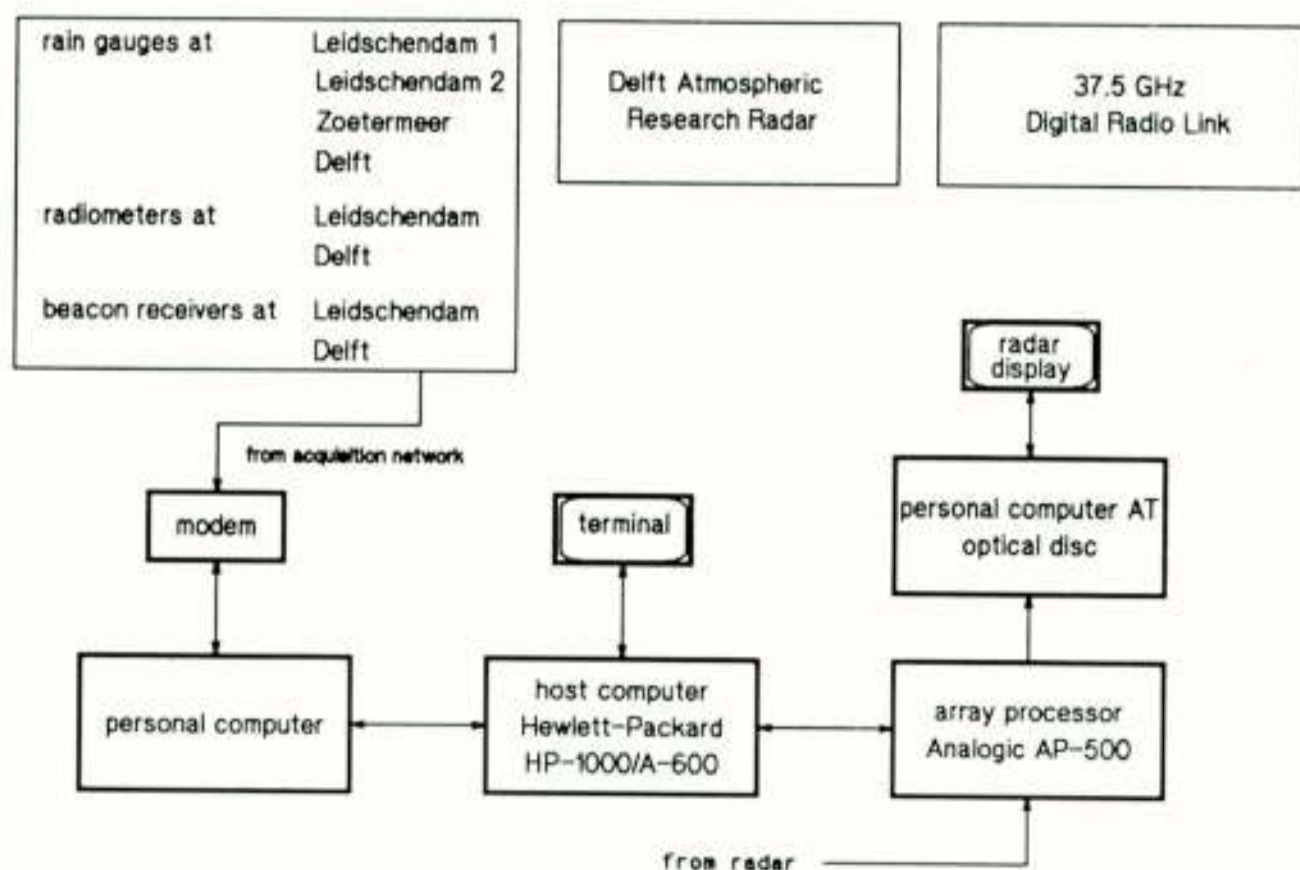 rain gauges at Leidschendam 1
Leidschendam 2
Zoetermeer
Delft
radiometers at Leidschendam
Delft
beacon receivers at Leidschendam
Delft
Delft Atmospheric
Research Radar
37.5 GHz
Digital Radio Link
from acquisition network
modem
terminal
radar
display
personal computer AT
optical disc
personal computer
host computer
Hewlett-Packard
HP-1000/A-600
array processor
Analogic AP-500
from radar